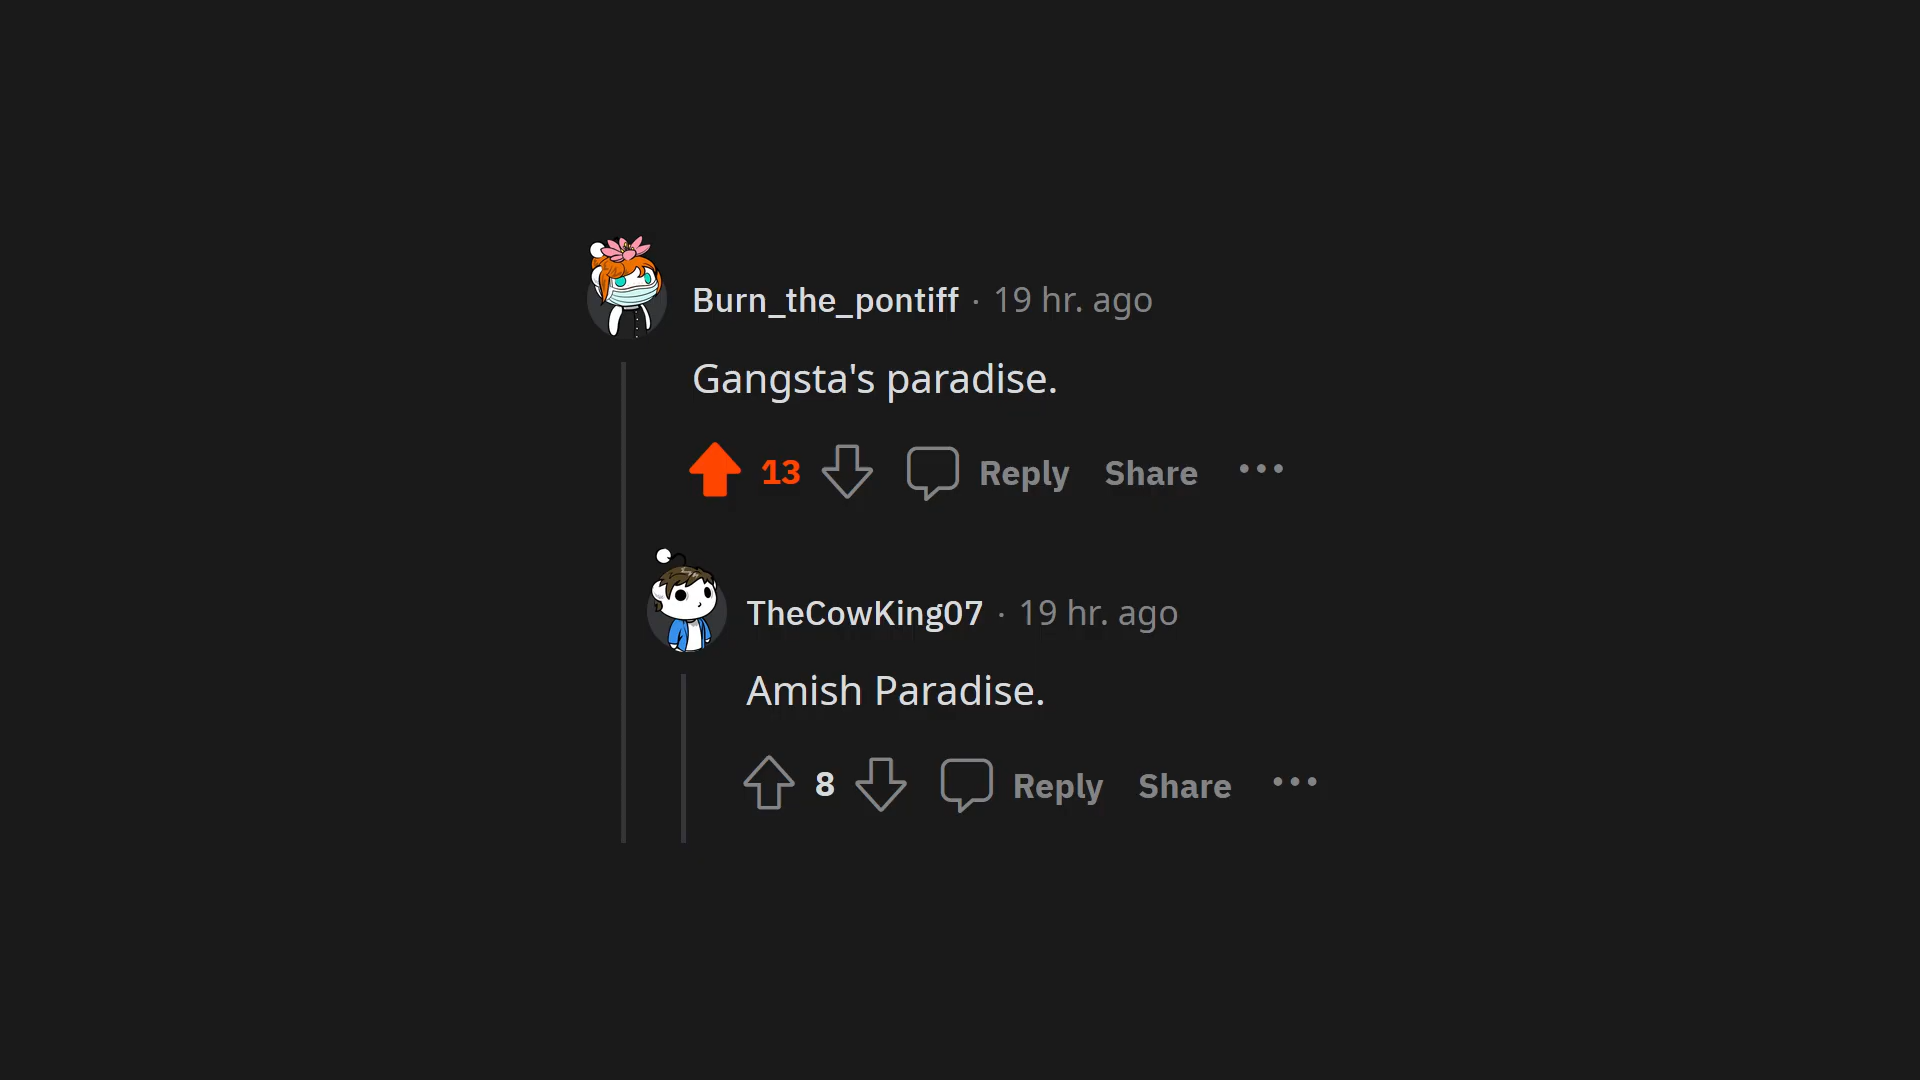 Burn_the_pontiff · 19 hr. ago
Gangsta's paradise.
13 Reply Share ...
TheCowKing07 · 19 hr. ago
Amish Paradise.
8 Reply Share ...